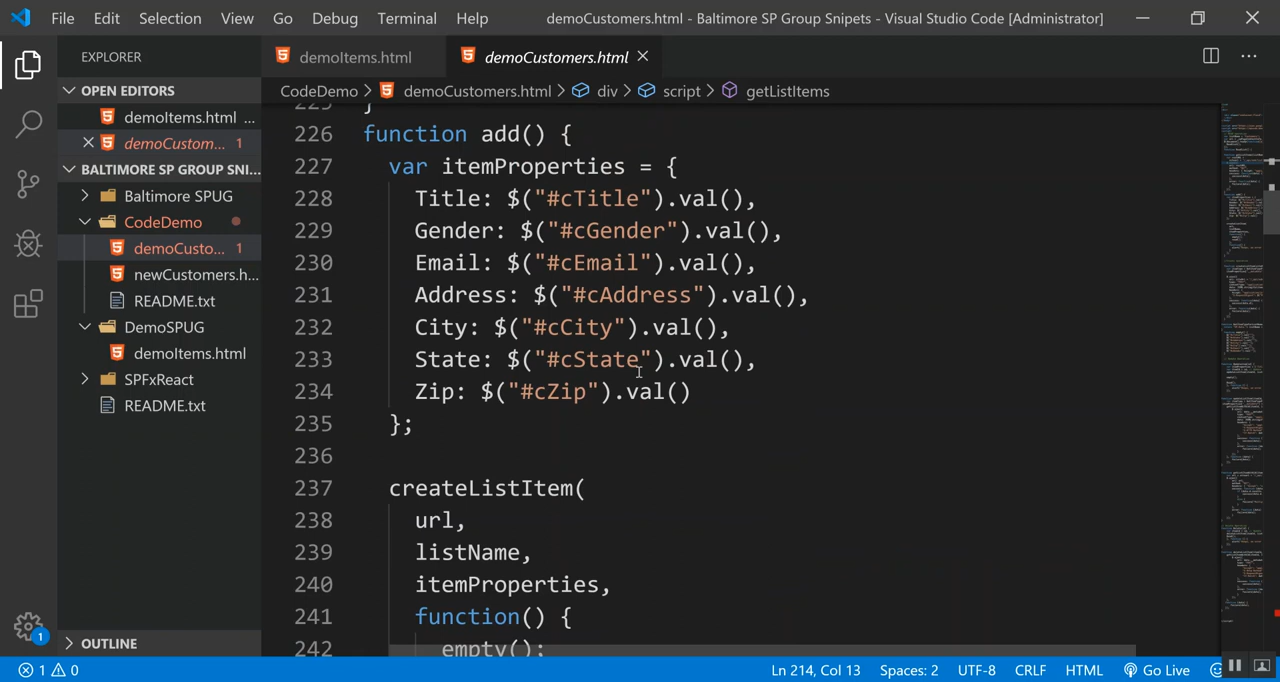 File Edit Selection View Go Debug Terminal Help demoCustomers.html - Baltimore SP Group Snipets - Visual Studio Code [Administrator]
EXPLORER
demoItems.html demoCustomers.html
OPEN EDITORS
demoItems.html ...
demoCustom... 1
BALTIMORE SP GROUP SNI...
Baltimore SPUG
CodeDemo
demoCusto... 1
newCustomers.h...
README.txt
DemoSPUG
demoItems.html
SPFxReact
README.txt
OUTLINE
CodeDemo > demoCustomers.html > div > script > getListItems
225 }
226 function add() {
227 var itemProperties = {
228 Title: $("#cTitle").val(),
229 Gender: $("#cGender").val(),
230 Email: $("#cEmail").val(),
231 Address: $("#cAddress").val(),
232 City: $("#cCity").val(),
233 State: $("#cState").val(),
234 Zip: $("#cZip").val()
235 };
236
237 createListItem(
238 url,
239 listName,
240 itemProperties,
241 function() {
242 empty();
1
1 0 Ln 214, Col 13 Spaces: 2 UTF-8 CRLF HTML Go Live